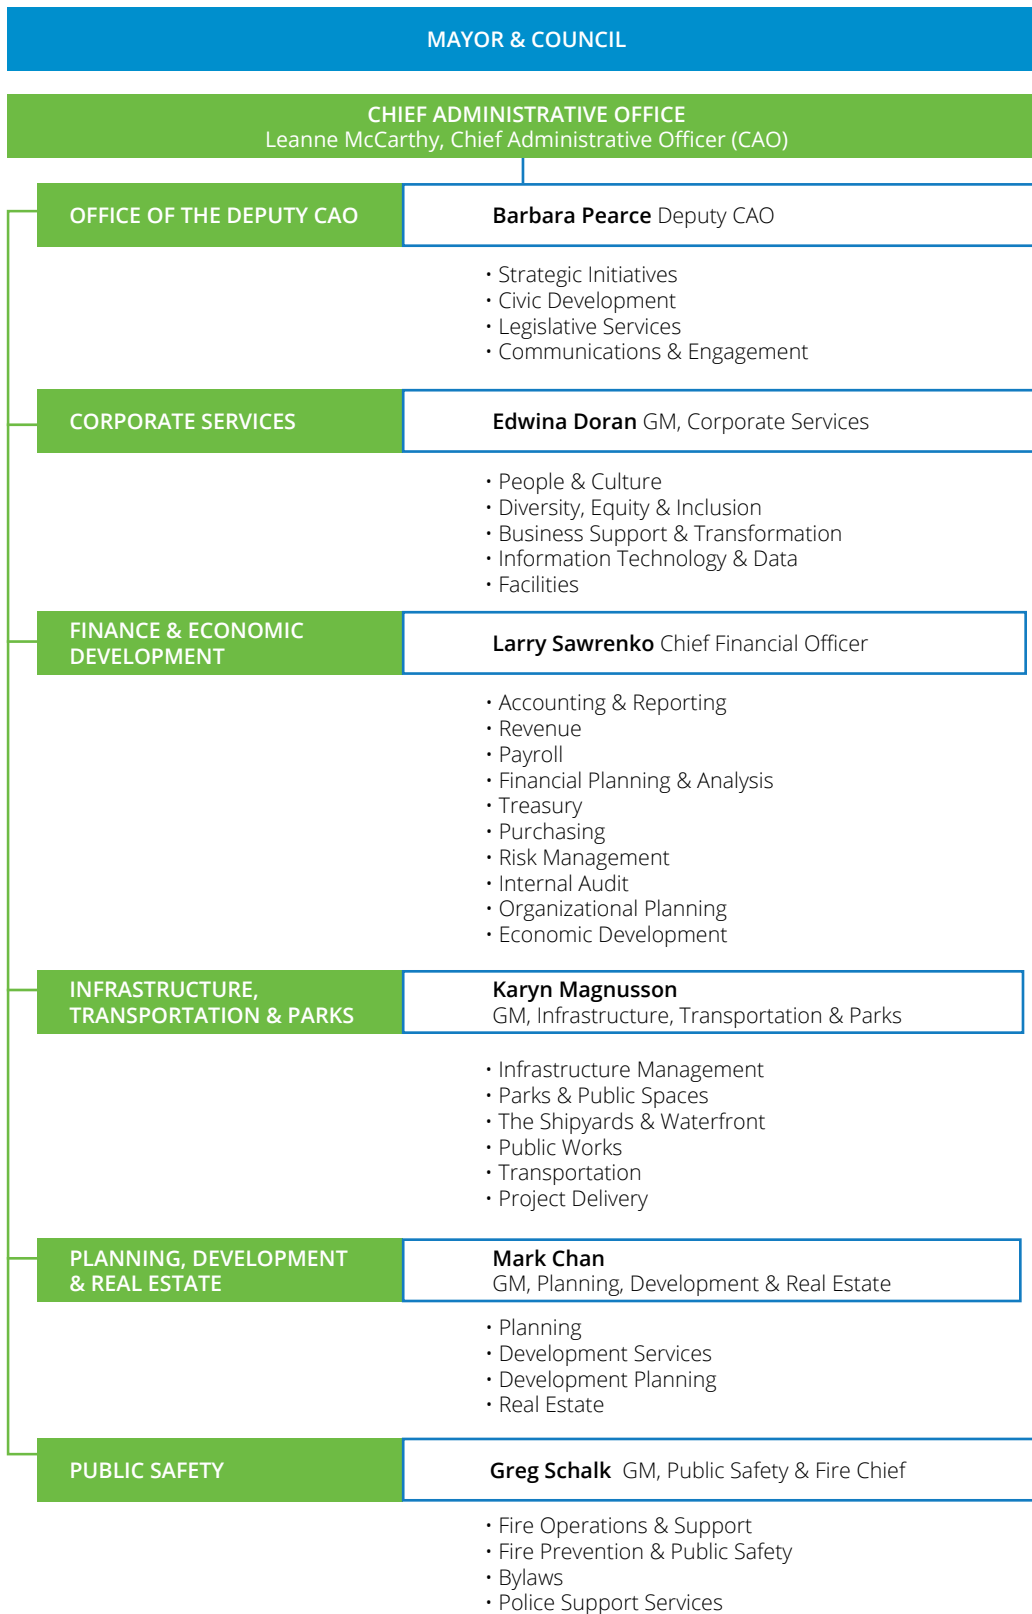 MAYOR & COUNCIL
CHIEF ADMINISTRATIVE OFFICE
Leanne McCarthy, Chief Administrative Officer (CAO)
OFFICE OF THE DEPUTY CAO
Barbara Pearce Deputy CAO
• Strategic Initiatives
• Civic Development
• Legislative Services
• Communications & Engagement
CORPORATE SERVICES
Edwina Doran GM, Corporate Services
• People & Culture
• Diversity, Equity & Inclusion
• Business Support & Transformation
• Information Technology & Data
• Facilities
FINANCE & ECONOMIC
DEVELOPMENT
Larry Sawrenko Chief Financial Officer
• Accounting & Reporting
• Revenue
• Payroll
• Financial Planning & Analysis
• Treasury
• Purchasing
• Risk Management
• Internal Audit
• Organizational Planning
• Economic Development
INFRASTRUCTURE,
TRANSPORTATION & PARKS
Karyn Magnusson
GM, Infrastructure, Transportation & Parks
• Infrastructure Management
• Parks & Public Spaces
• The Shipyards & Waterfront
• Public Works
• Transportation
• Project Delivery
PLANNING, DEVELOPMENT
& REAL ESTATE
Mark Chan
GM, Planning, Development & Real Estate
• Planning
• Development Services
• Development Planning
• Real Estate
PUBLIC SAFETY
Greg Schalk GM, Public Safety & Fire Chief
• Fire Operations & Support
• Fire Prevention & Public Safety
• Bylaws
• Police Support Services